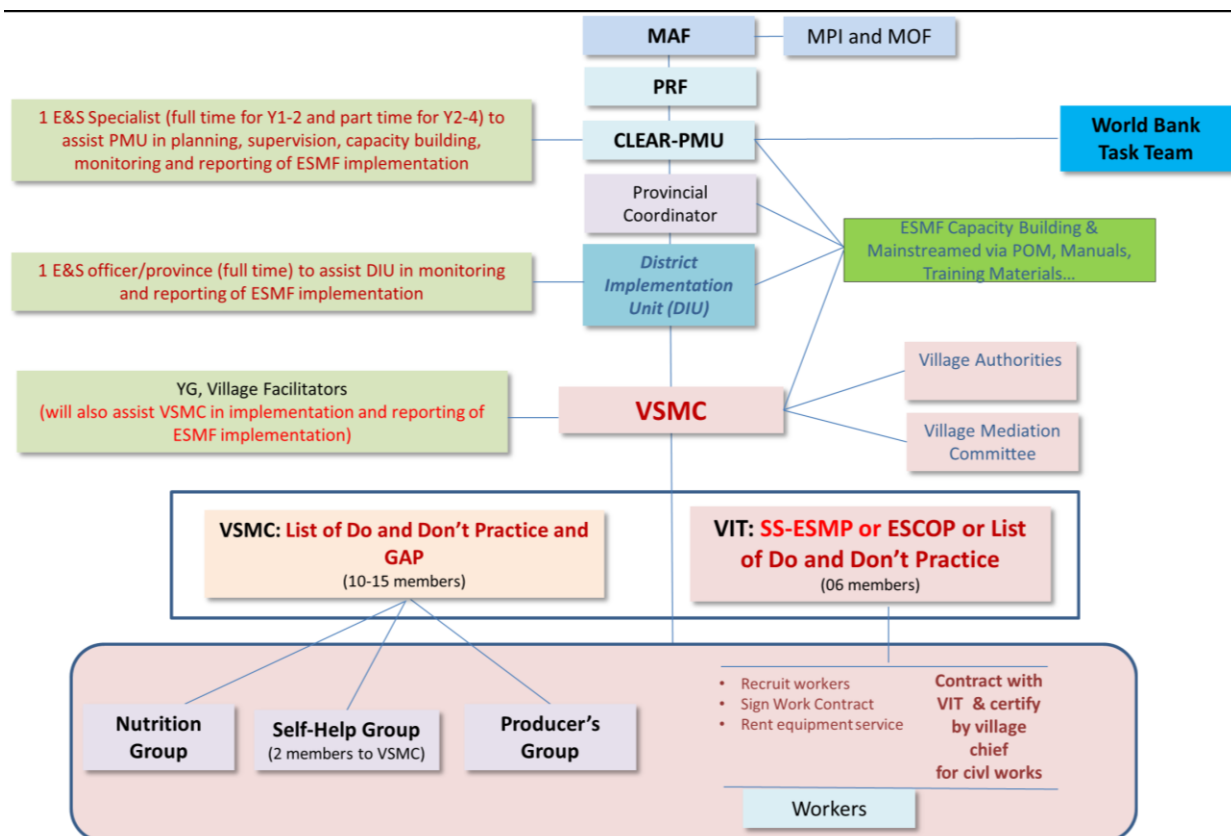 MAF
MPI and MOF
PRF
1 E&S Specialist (full time for Y1-2 and part time for Y2-4) to
assist PMU in planning, supervision, capacity building,
monitoring and reporting of ESMF implementation
CLEAR-PMU
World Bank
Task Team
Provincial
Coordinator
ESMF Capacity Building &
Mainstreamed via POM, Manuals,
Training Materials...
1 E&S officer/province (full time) to assist DIU in monitoring
and reporting of ESMF implementation
District
Implementation
Unit (DIU)
YG, Village Facilitators
(will also assist VSMC in implementation and reporting of
ESMF implementation)
VSMC
Village Authorities
Village Mediation
Committee
VSMC: List of Do and Don't Practice and
GAP
(10-15 members)
VIT: SS-ESMP or ESCOP or List
of Do and Don't Practice
(06 members)
Nutrition
Group
Self-Help Group
(2 members to VSMC)
Producer's
Group
• Recruit workers
• Sign Work Contract
• Rent equipment service
Contract with
VIT & certify
by village
chief
for civl works
Workers